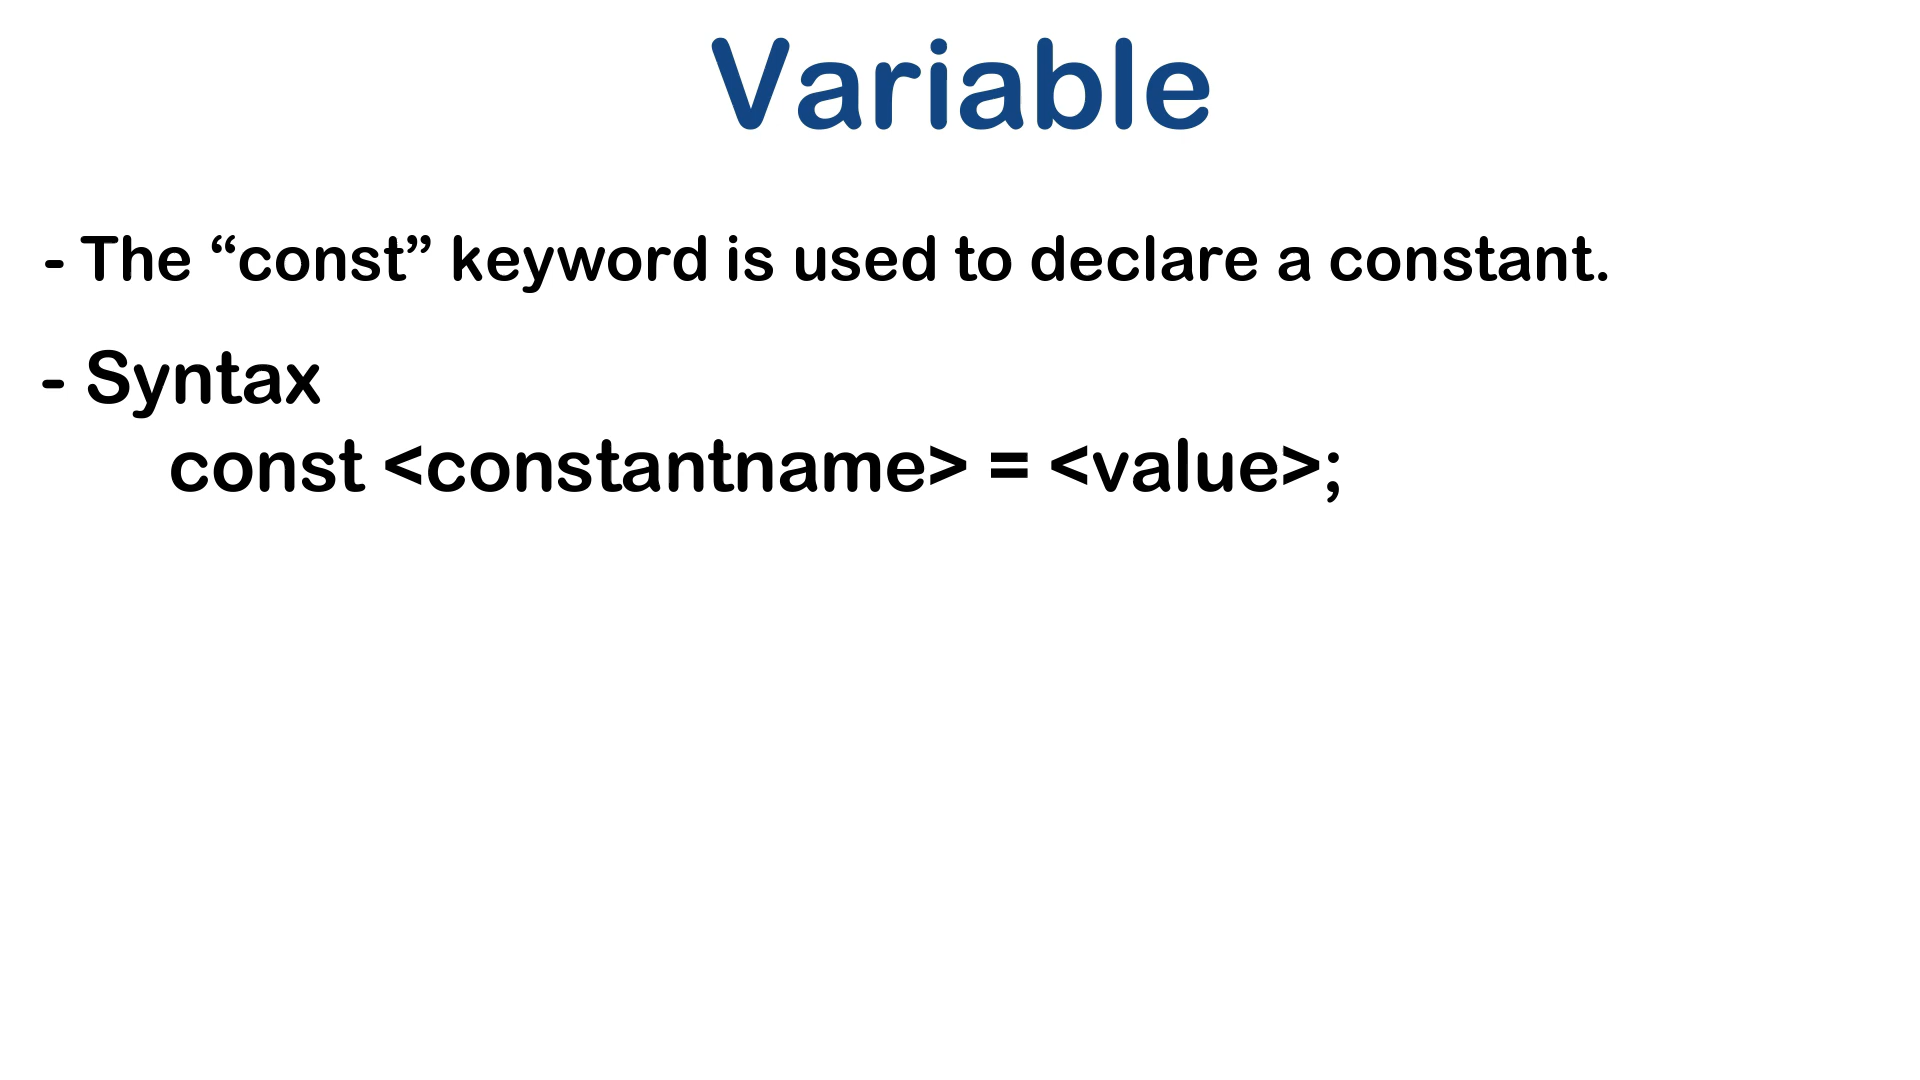 Variable
- The “const” keyword is used to declare a constant.
- Syntax
const <constantname> = <value>;